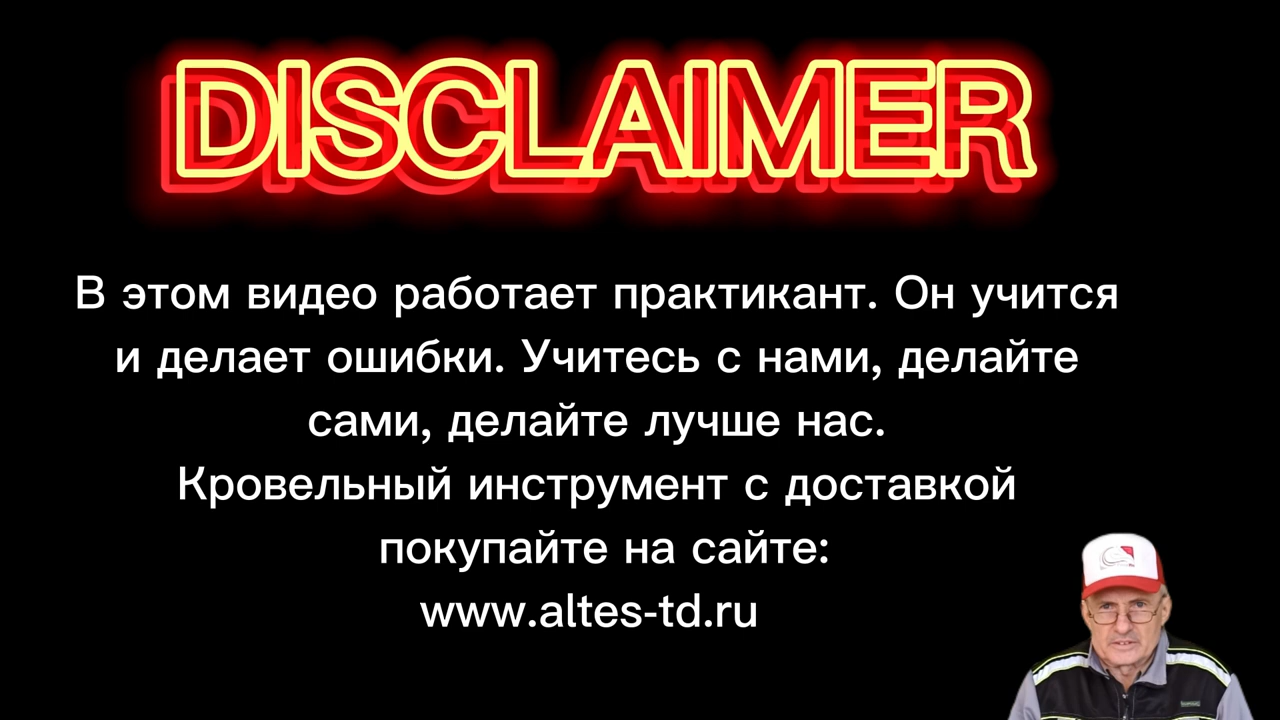 DISCLAIMER
В этом видео работает практикант. Он учится
и делает ошибки. Учитесь с нами, делайте
сами, делайте лучше нас.
Кровельный инструмент с доставкой
покупайте на сайте:
www.altes-td.ru